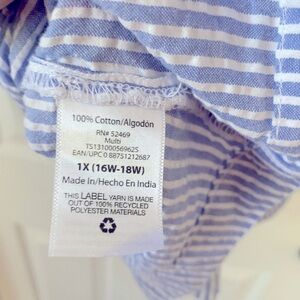 100% Cotton/Algodón
RN# 52469
Multi
TS131000569625
EAN/UPC 0 88751212687
1X (16W-18W)
Made In/Hecho En India
THIS LABEL YARN IS MADE
OUT OF 100% RECYCLED
POLYESTER MATERIALS